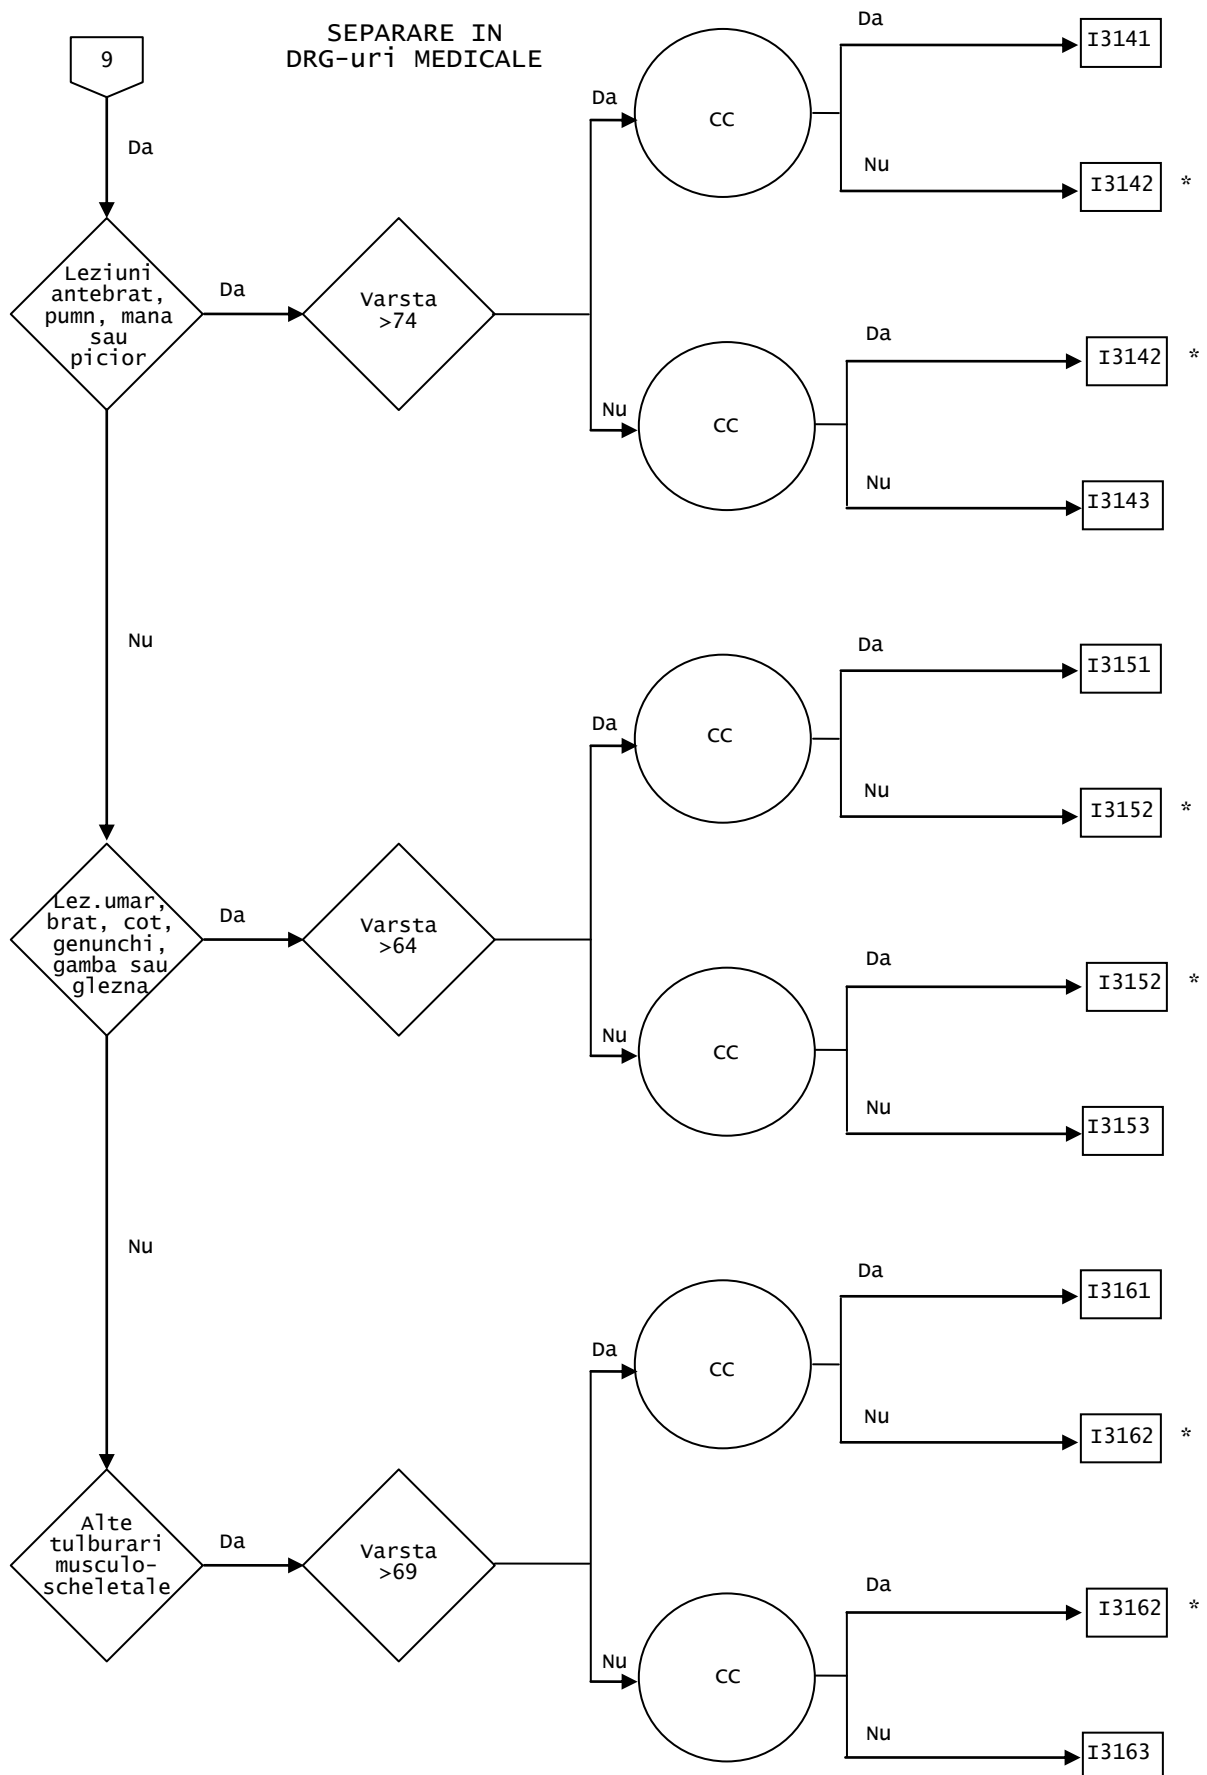 SEPARARE IN
DRG-uri MEDICALE
9
Da
Leziuni
antebrat,
pumn, mana
sau
picior
Da
Varsta
>74
Da
CC
Da
I3141
Nu
I3142 *
Nu
CC
Da
I3142 *
Nu
I3143
Nu
Lez.umar,
brat, cot,
genunchi,
gamba sau
glezna
Da
Varsta
>64
Da
CC
Da
I3151
Nu
I3152 *
Nu
CC
Da
I3152 *
Nu
I3153
Nu
Alte
tulburari
musculo-
scheletale
Da
Varsta
>69
Da
CC
Da
I3161
Nu
I3162 *
Nu
CC
Da
I3162 *
Nu
I3163